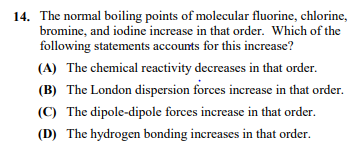 14. The normal boiling points of molecular fluorine, chlorine,
bromine, and iodine increase in that order. Which of the
following statements accounts for this increase?
(A) The chemical reactivity decreases in that order.
(B) The London dispersion forces increase in that order.
(C) The dipole-dipole forces increase in that order.
(D) The hydrogen bonding increases in that order.